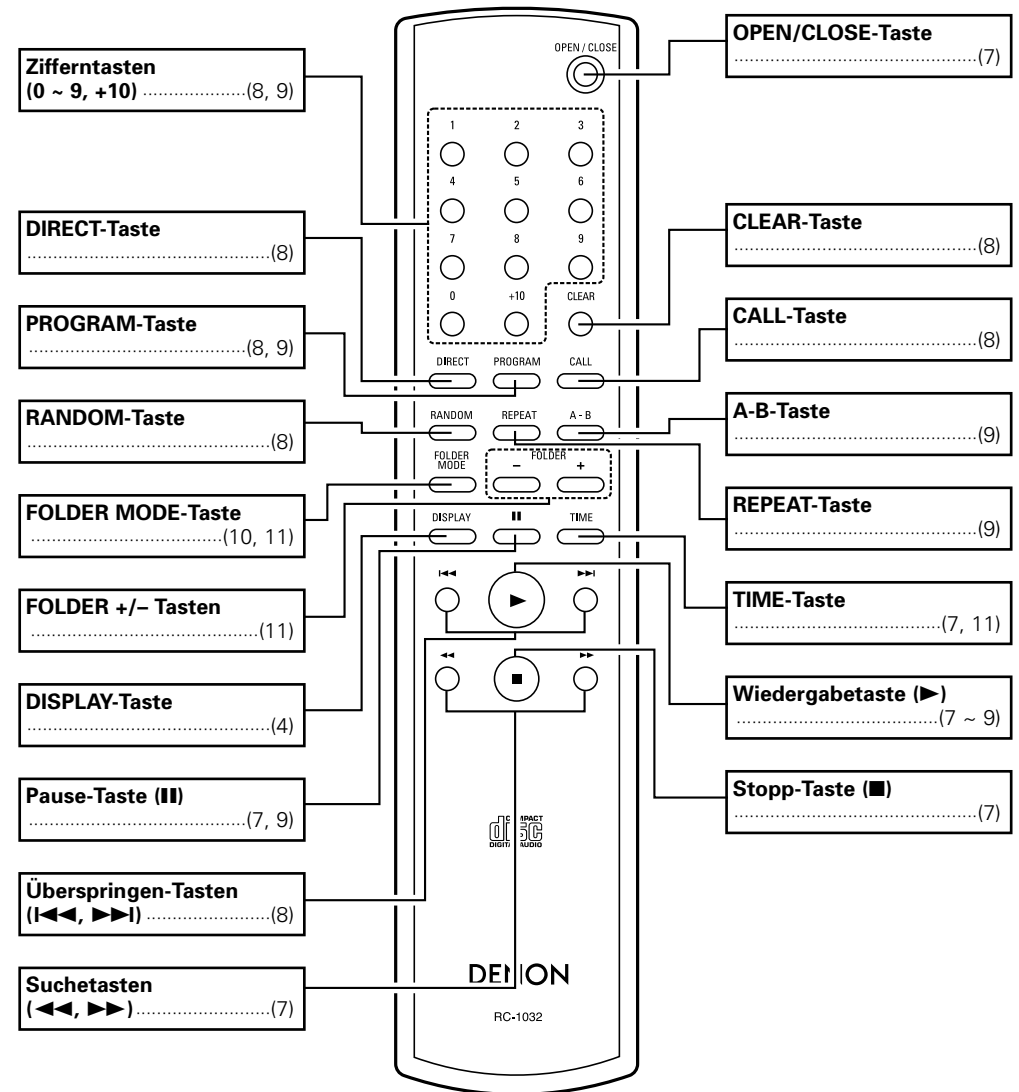 Zifferntasten
(0 ~ 9, +10) .....................(8, 9)
DIRECT-Taste
...............................................(8)
PROGRAM-Taste
..........................................(8, 9)
RANDOM-Taste
...............................................(8)
FOLDER MODE-Taste
.....................................(10, 11)
FOLDER +/– Tasten
............................................(11)
DISPLAY-Taste
...............................................(4)
Pause-Taste (❚❚)
..........................................(7, 9)
Überspringen-Tasten
(I◄◄, ►►I) ........................(8)
Suchetasten
(◄◄, ►►)..........................(7)
OPEN / CLOSE
1 2 3
4 5 6
7 8 9
0 +10 CLEAR
DIRECT PROGRAM CALL
RANDOM REPEAT A - B
FOLDER
MODE
– FOLDER +
DISPLAY ❚❚ TIME
I◄◄ ► ►►I
◄◄ ■ ►►
COMPACT
disc
DIGITAL AUDIO
DENON
RC-1032
OPEN/CLOSE-Taste
...............................................(7)
CLEAR-Taste
...............................................(8)
CALL-Taste
...............................................(8)
A-B-Taste
...............................................(9)
REPEAT-Taste
...............................................(9)
TIME-Taste
........................................(7, 11)
Wiedergabetaste (►)
.......................................(7 ~ 9)
Stopp-Taste (■)
...............................................(7)